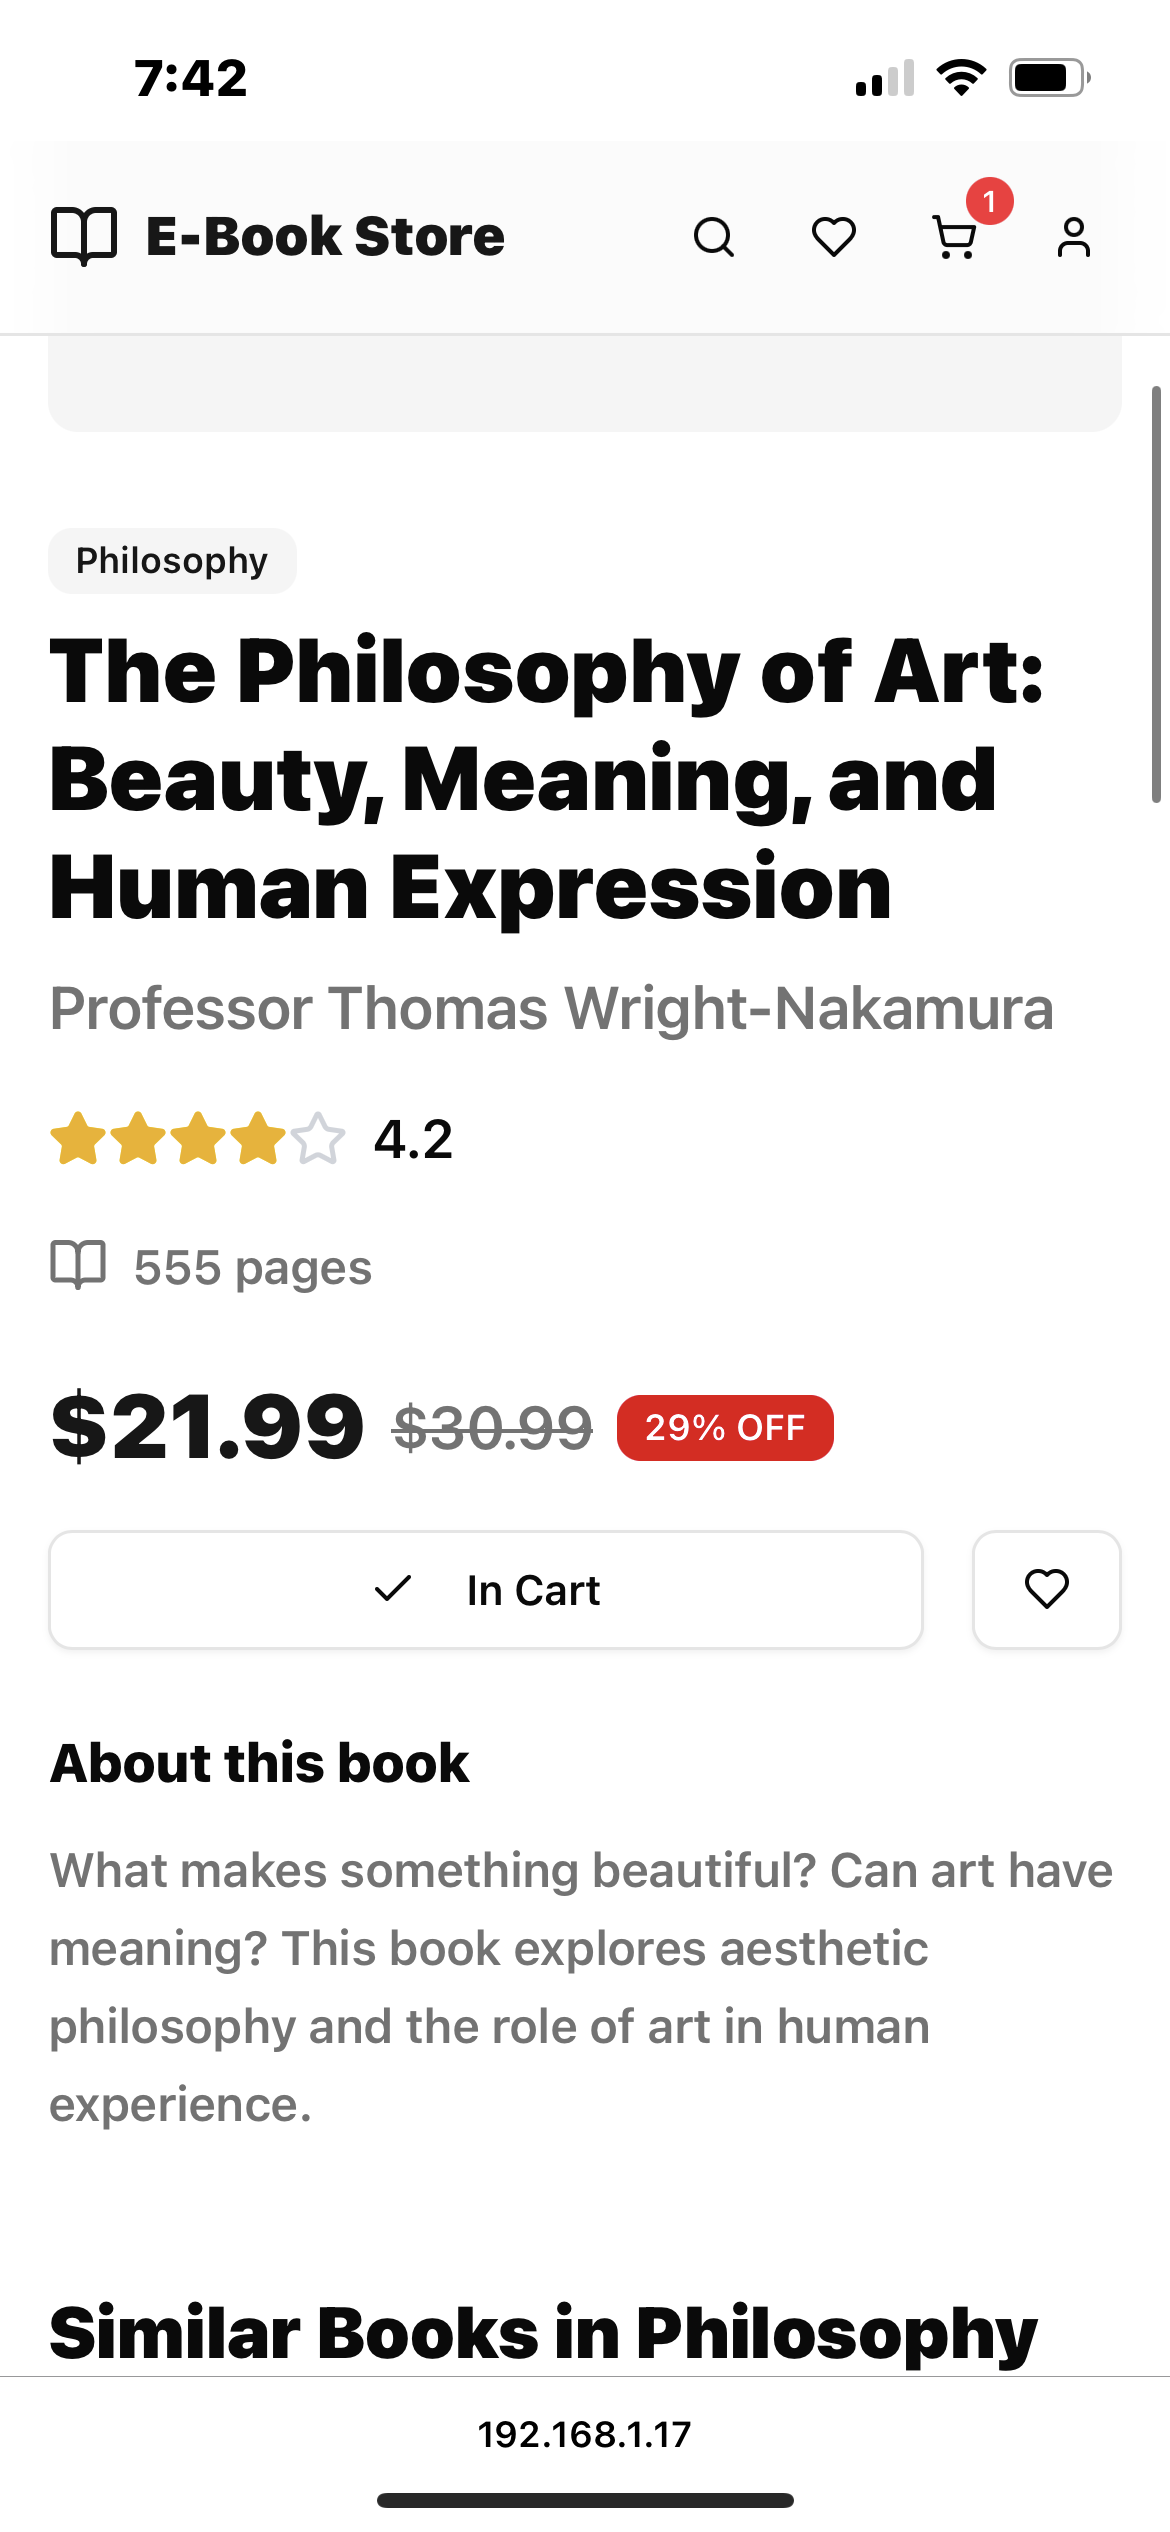 7:42
E-Book Store
1
Philosophy
The Philosophy of Art:
Beauty, Meaning, and
Human Expression
Professor Thomas Wright-Nakamura
4.2
555 pages
$21.99 $30.99 29% OFF
In Cart
About this book
What makes something beautiful? Can art have
meaning? This book explores aesthetic
philosophy and the role of art in human
experience.
Similar Books in Philosophy
192.168.1.17